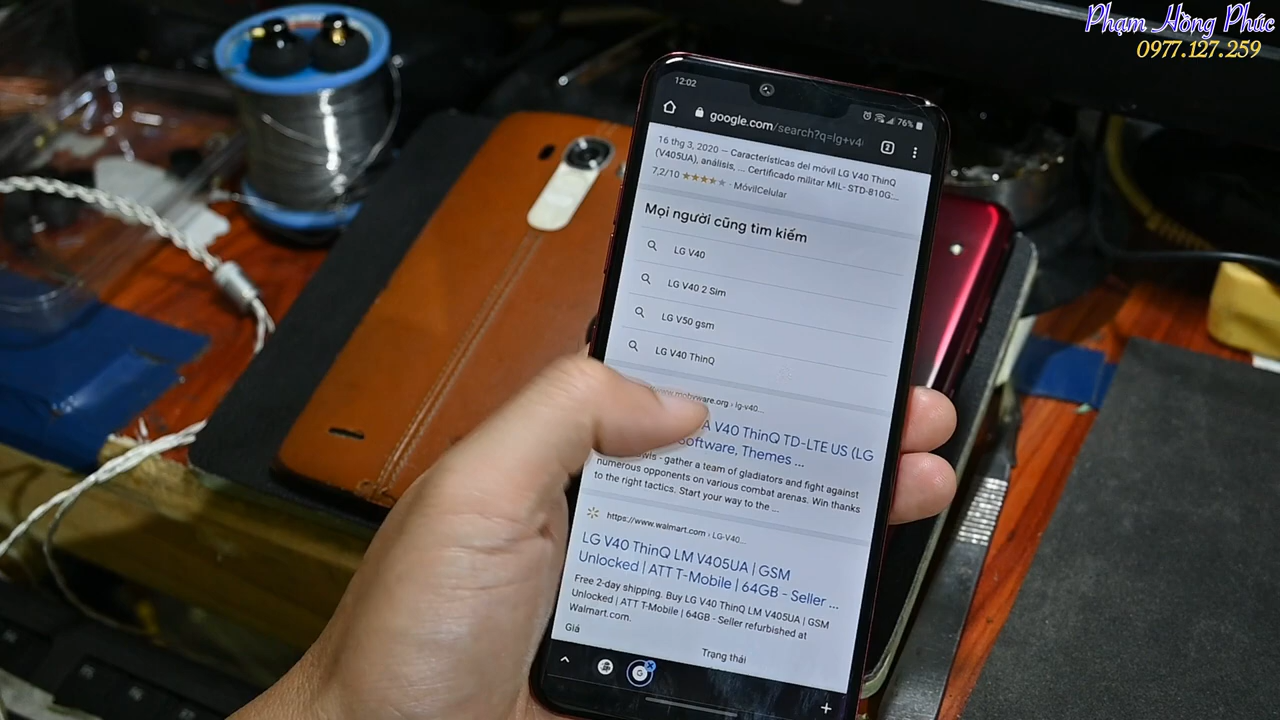 Phạm Hồng Phúc
0977.127.259
12:02
76%
google.com/search?q=lg+v4
2
16 thg 3, 2020 — Características del móvil LG V40 ThinQ
(V405UA), análisis, ... Certificado militar MIL- STD-810G:...
7,2/10 · MóvilCelular
Mọi người cũng tìm kiếm
LG V40
LG V40 2 Sim
LG V50 gsm
LG V40 ThinQ
.org › lg-v40...
A V40 ThinQ TD-LTE US (LG
Software, Themes ...
- gather a team of gladiators and fight against
numerous opponents on various combat arenas. Win thanks
to the right tactics. Start your way to the ...
https://www.walmart.com › LG-V40...
LG V40 ThinQ LM V405UA | GSM
Unlocked | ATT T-Mobile | 64GB - Seller ...
Free 2-day shipping. Buy LG V40 ThinQ LM V405UA | GSM
Unlocked | ATT T-Mobile | 64GB - Seller refurbished at
Walmart.com.
Giá
Trạng thái